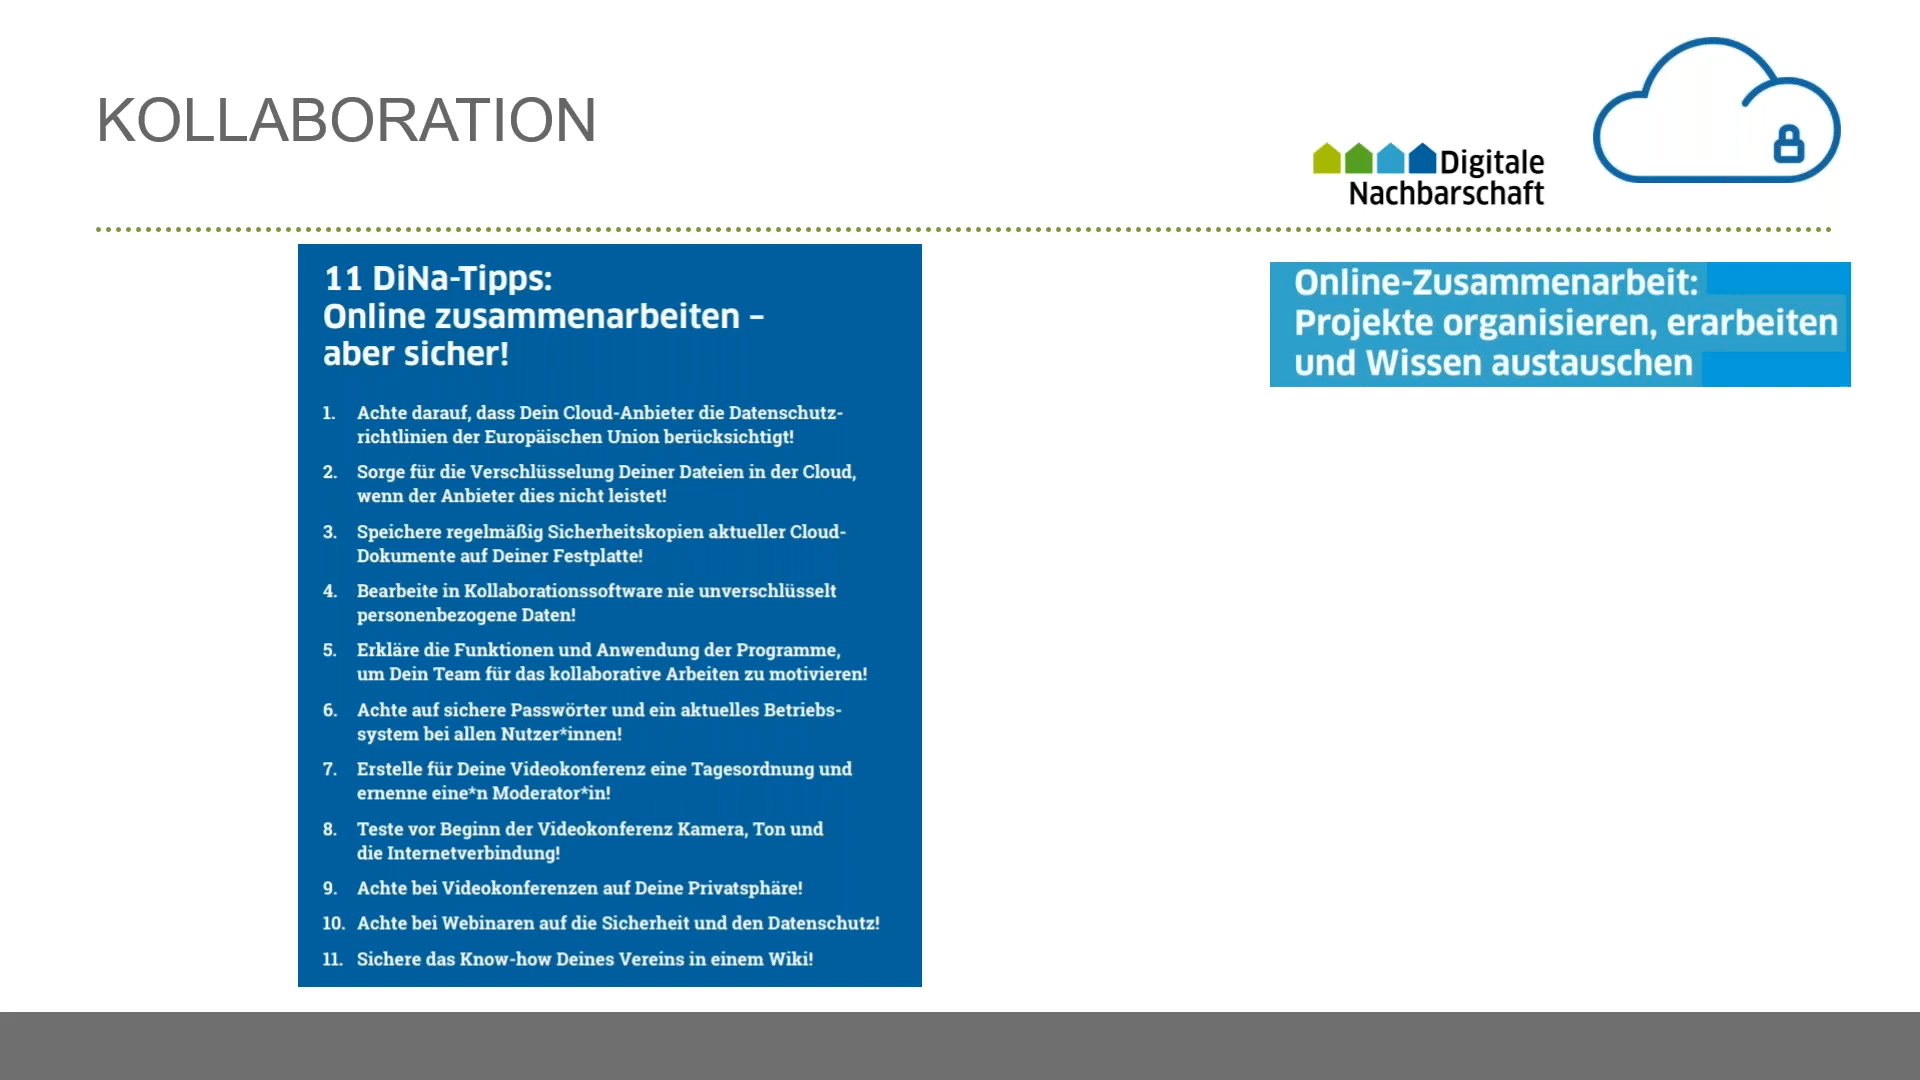 KOLLABORATION
Digitale
Nachbarschaft
11 DiNa-Tipps:
Online zusammenarbeiten –
aber sicher!
1. Achte darauf, dass Dein Cloud-Anbieter die Datenschutz-
richtlinien der Europäischen Union berücksichtigt!
2. Sorge für die Verschlüsselung Deiner Dateien in der Cloud,
wenn der Anbieter dies nicht leistet!
3. Speichere regelmäßig Sicherheitskopien aktueller Cloud-
Dokumente auf Deiner Festplatte!
4. Bearbeite in Kollaborationssoftware nie unverschlüsselt
personenbezogene Daten!
5. Erkläre die Funktionen und Anwendung der Programme,
um Dein Team für das kollaborative Arbeiten zu motivieren!
6. Achte auf sichere Passwörter und ein aktuelles Betriebs-
system bei allen Nutzer*innen!
7. Erstelle für Deine Videokonferenz eine Tagesordnung und
ernenne eine*n Moderator*in!
8. Teste vor Beginn der Videokonferenz Kamera, Ton und
die Internetverbindung!
9. Achte bei Videokonferenzen auf Deine Privatsphäre!
10. Achte bei Webinaren auf die Sicherheit und den Datenschutz!
11. Sichere das Know-how Deines Vereins in einem Wiki!
Online-Zusammenarbeit:
Projekte organisieren, erarbeiten
und Wissen austauschen